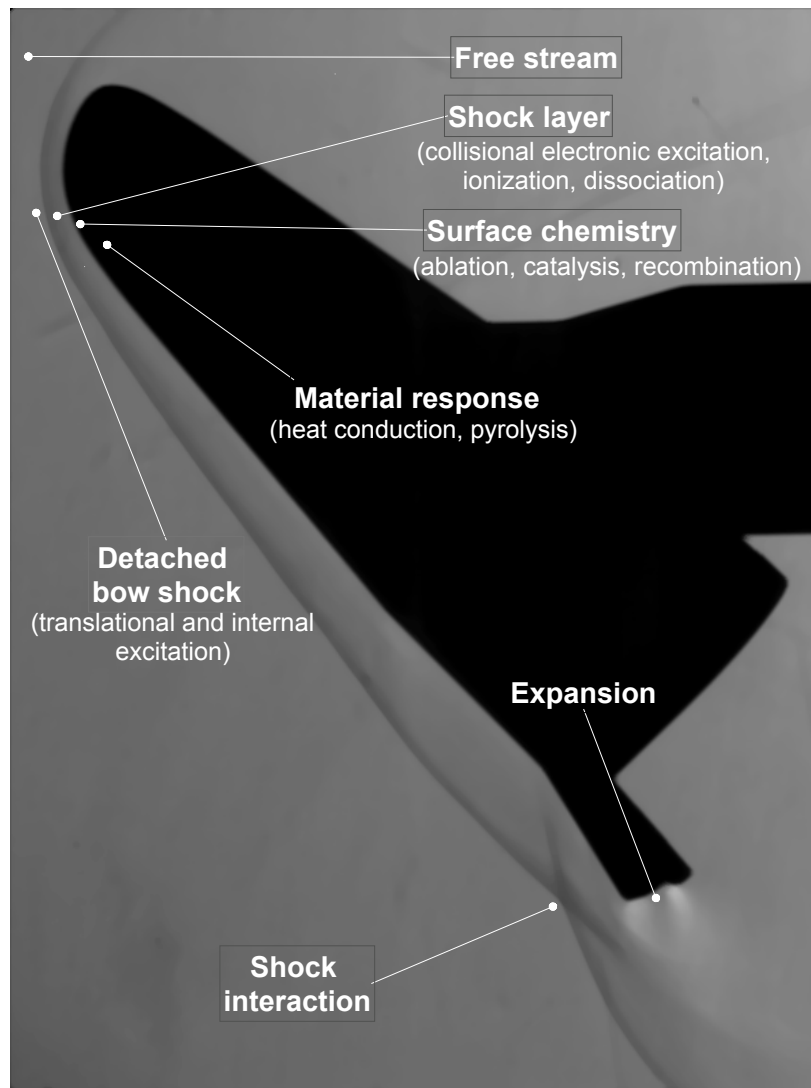 Free stream
Shock layer
(collisional electronic excitation,
ionization, dissociation)
Surface chemistry
(ablation, catalysis, recombination)
Material response
(heat conduction, pyrolysis)
Detached
bow shock
(translational and internal
excitation)
Expansion
Shock
interaction